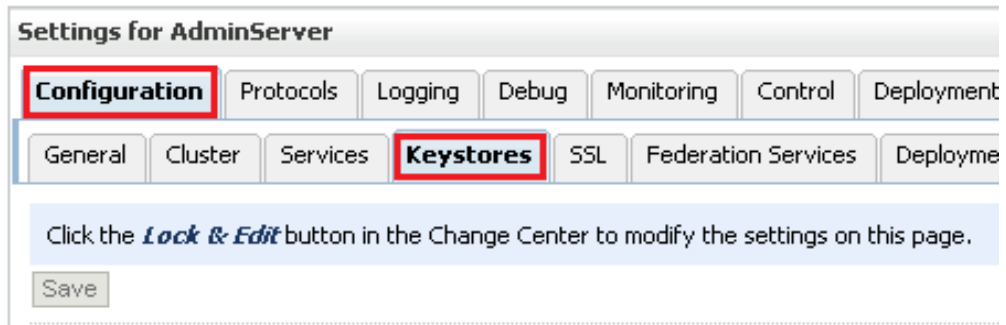 Settings for AdminServer
Configuration Protocols Logging Debug Monitoring Control Deployment
General Cluster Services Keystores SSL Federation Services Deployme
Click the Lock & Edit button in the Change Center to modify the settings on this page.
Save